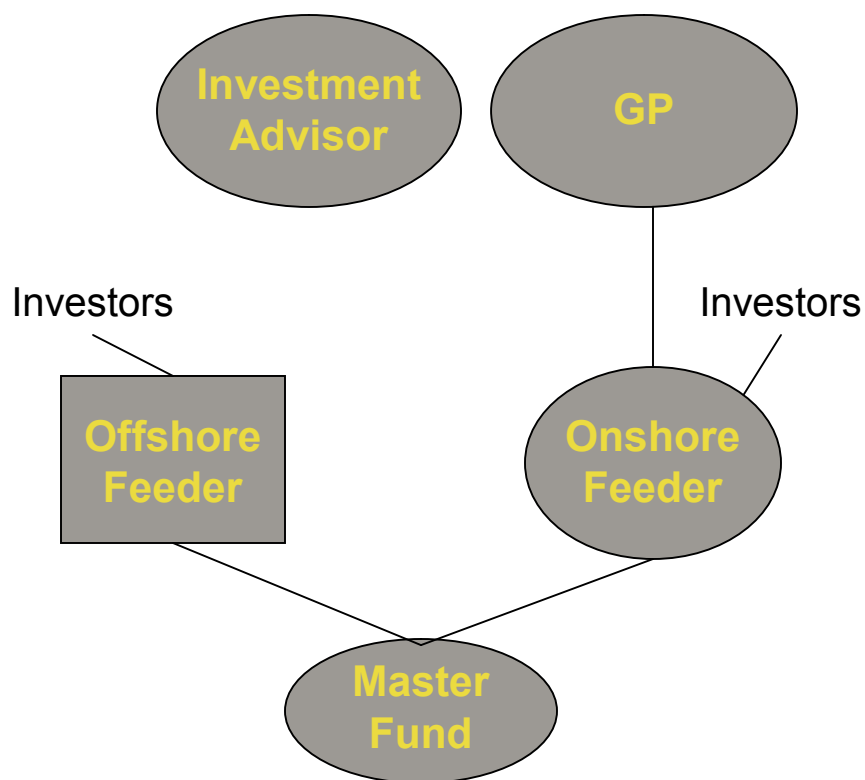 Investment
Advisor
GP
Investors
Investors
Offshore
Feeder
Onshore
Feeder
Master
Fund